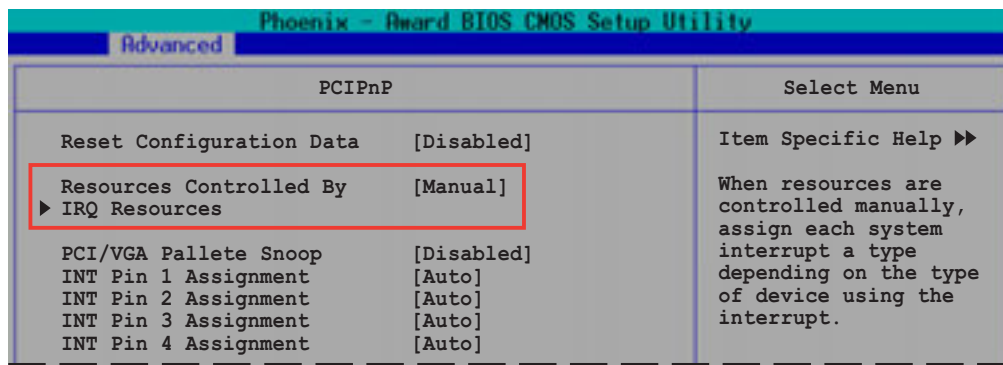 Phoenix - Award BIOS CMOS Setup Utility
Advanced
PCIPnP
Select Menu
Reset Configuration Data [Disabled]
Resources Controlled By [Manual]
IRQ Resources
PCI/VGA Pallete Snoop [Disabled]
INT Pin 1 Assignment [Auto]
INT Pin 2 Assignment [Auto]
INT Pin 3 Assignment [Auto]
INT Pin 4 Assignment [Auto]
Item Specific Help
When resources are
controlled manually,
assign each system
interrupt a type
depending on the type
of device using the
interrupt.